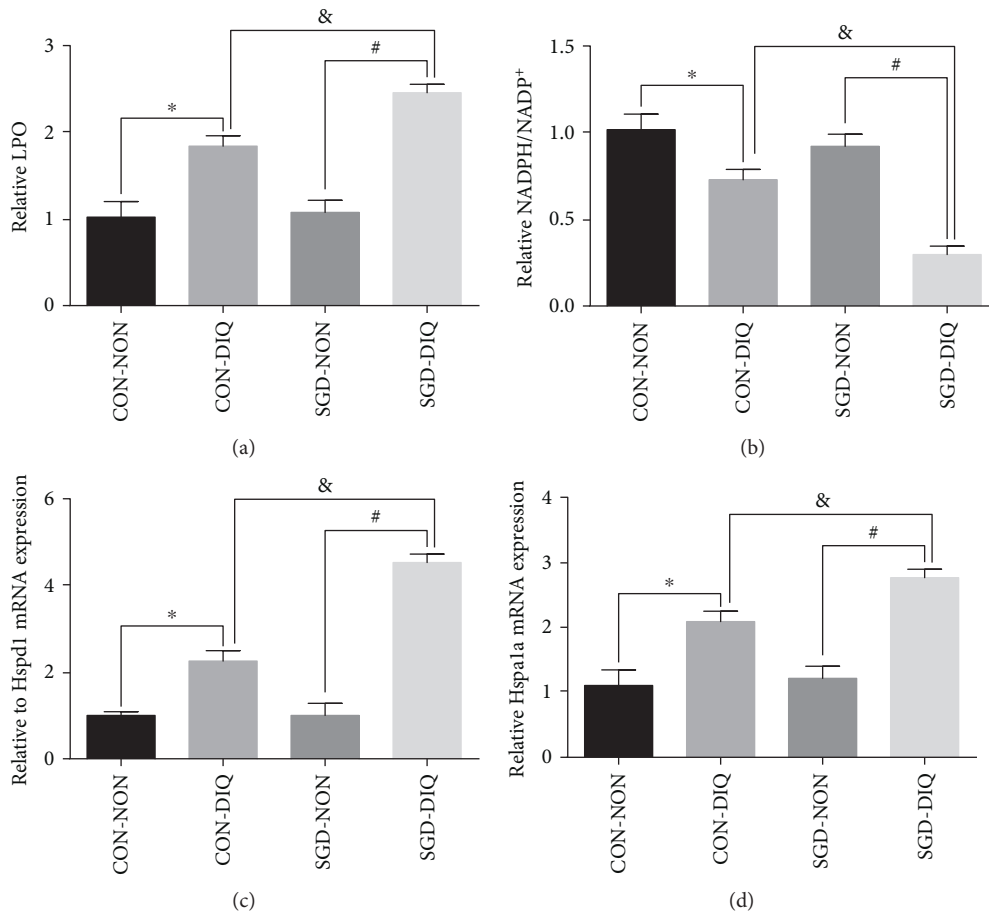 &
#
*
3
2
1
0
Relative LPO
CON-NON
CON-DIQ
SGD-NON
SGD-DIQ
(a)
&
#
*
1.5
1.0
0.5
0.0
Relative NADPH/NADP⁺
CON-NON
CON-DIQ
SGD-NON
SGD-DIQ
(b)
&
#
*
6
4
2
0
Relative to Hspd1 mRNA expression
CON-NON
CON-DIQ
SGD-NON
SGD-DIQ
(c)
&
#
*
4
3
2
1
0
Relative Hspa1a mRNA expression
CON-NON
CON-DIQ
SGD-NON
SGD-DIQ
(d)